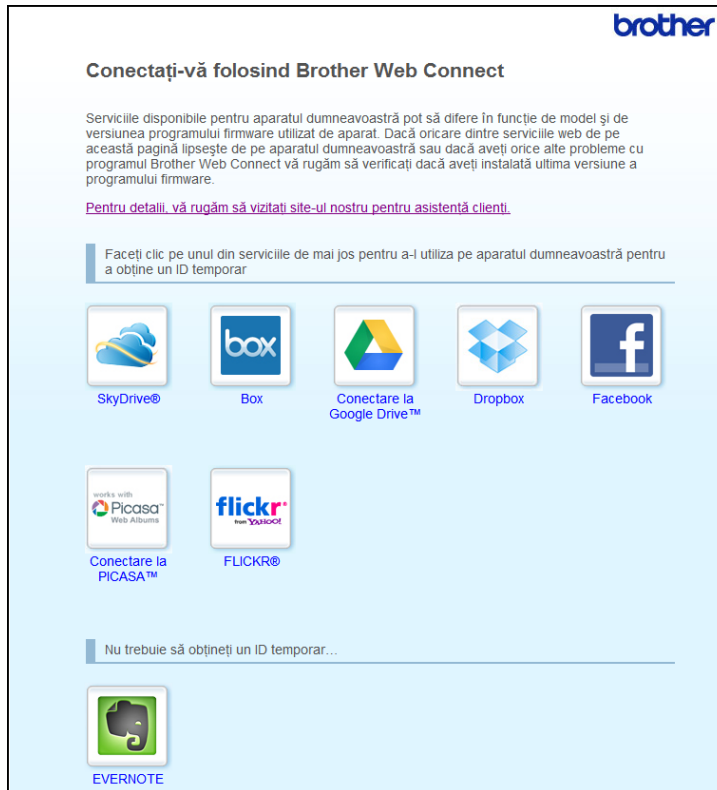 brother
Conectați-vă folosind Brother Web Connect
Serviciile disponibile pentru aparatul dumneavoastră pot să difere în funcție de model şi de
versiunea programului firmware utilizat de aparat. Dacă oricare dintre serviciile web de pe
această pagină lipseşte de pe aparatul dumneavoastră sau dacă aveți orice alte probleme cu
programul Brother Web Connect vă rugăm să verificați dacă aveți instalată ultima versiune a
programului firmware.
Pentru detalii, vă rugăm să vizitați site-ul nostru pentru asistență clienți.
Faceți clic pe unul din serviciile de mai jos pentru a-l utiliza pe aparatul dumneavoastră pentru
a obține un ID temporar
box
f
SkyDrive®
Box
Conectare la
Google Drive™
Dropbox
Facebook
works with
Picasa™
Web Albums
flickr
from YAHOO!
Conectare la
PICASA™
FLICKR®
Nu trebuie să obțineți un ID temporar…
EVERNOTE